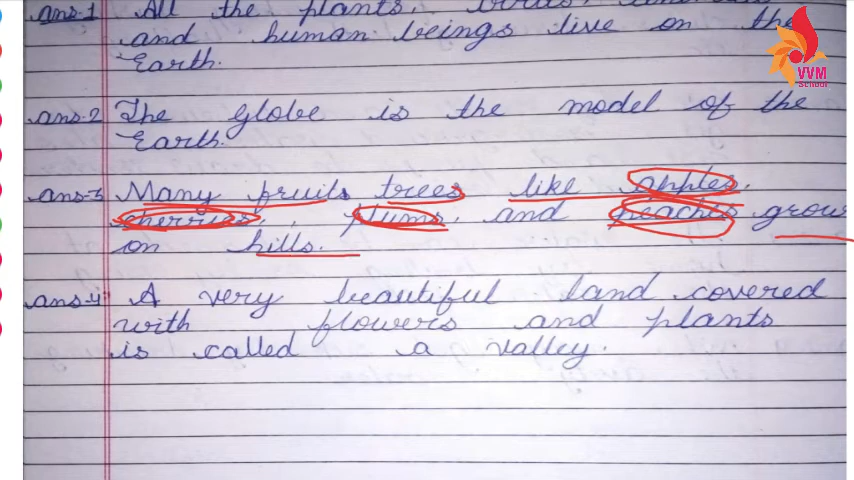 ans-1 All the plants,
and human beings live on the
Earth.
ans-2 The globe is the model of the
Earth.
ans-3 Many fruits trees like apples,
cherries, plums, and peaches grow
on hills.
ans-4 A very beautiful land covered
with flowers and plants
is called a valley.
VVM
School